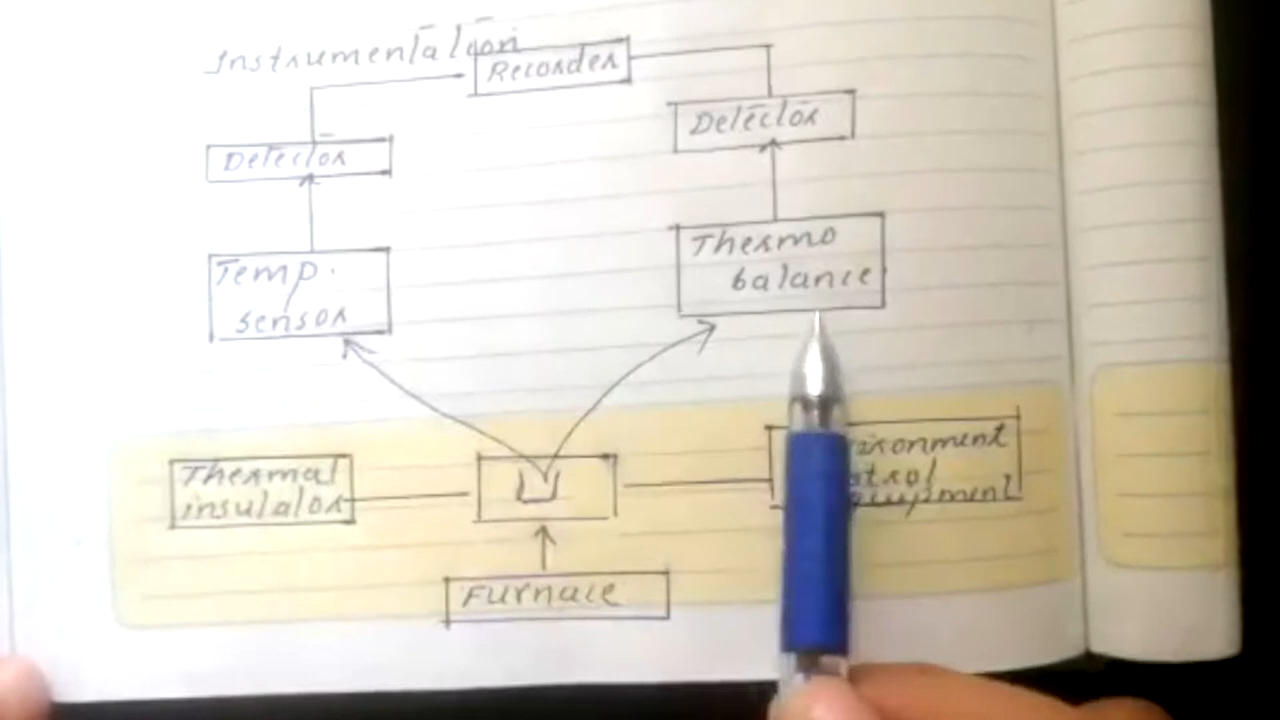 Instrumentation
Recorder
Detector
Detector
Temp.
sensor
Thermo
balance
Thermal
insulator
Furnace